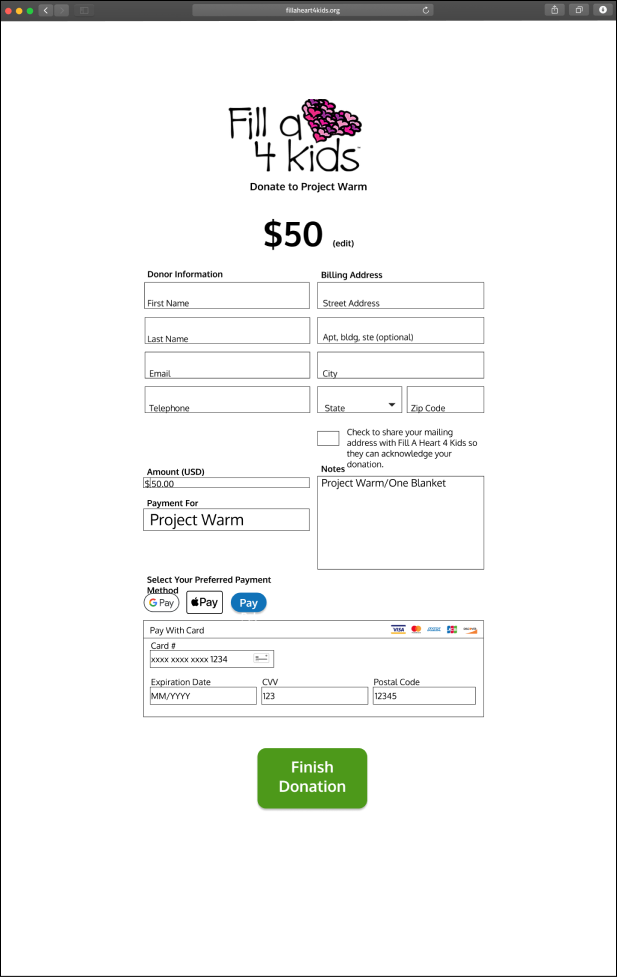 fillaheart4kids.org
Fill a
4 kids
Donate to Project Warm
$50 (edit)
Donor Information
First Name
Last Name
Email
Telephone
Billing Address
Street Address
Apt, bldg, ste (optional)
City
State
Zip Code
Check to share your mailing
address with Fill A Heart 4 Kids so
they can acknowledge your
donation.
Amount (USD)
$50.00
Payment For
Project Warm
Notes
Project Warm/One Blanket
Select Your Preferred Payment
Method
G Pay
Pay
Pay
Pay With Card
VISA
JCB
DISCOVER
Card #
xxxx xxxx xxxx 1234
Expiration Date
MM/YYYY
CVV
123
Postal Code
12345
Finish
Donation